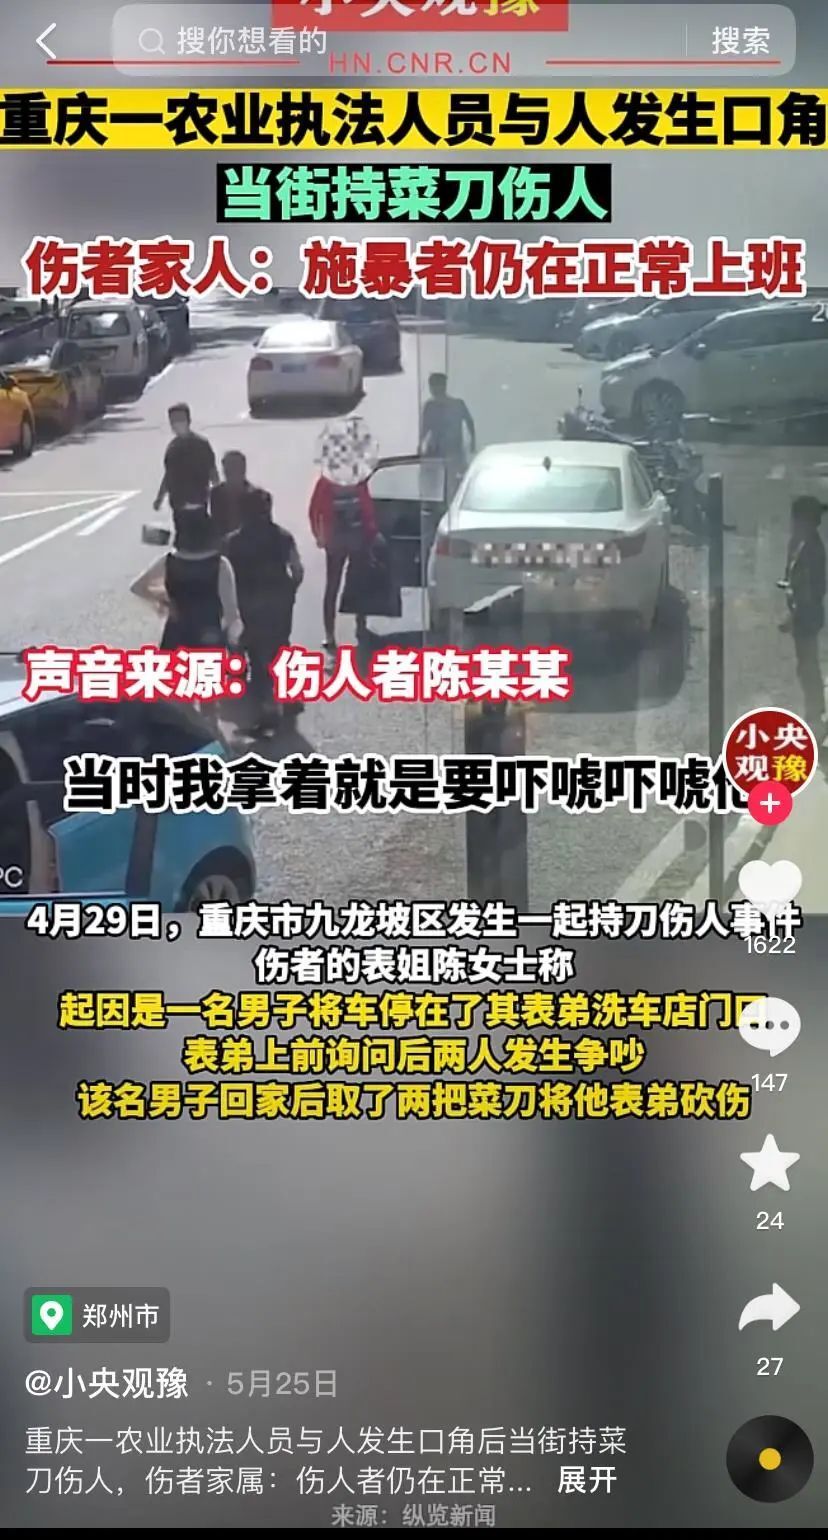 小央观豫
搜你想看的
搜索
HN.CNR.CN
重庆一农业执法人员与人发生口角
当街持菜刀伤人
伤者家人：施暴者仍在正常上班
声音来源：伤人者陈某某
小央
观豫
当时我拿着就是要吓唬吓唬他
PC
4月29日，重庆市九龙坡区发生一起持刀伤人事件
1622
伤者的表姐陈女士称
起因是一名男子将车停在了其表弟洗车店门口
表弟上前询问后两人发生争吵
147
该名男子回家后取了两把菜刀将他表弟砍伤
24
郑州市
27
@小央观豫 · 5月25日
重庆一农业执法人员与人发生口角后当街持菜
刀伤人，伤者家属：伤人者仍在正常... 展开
来源：纵览新闻